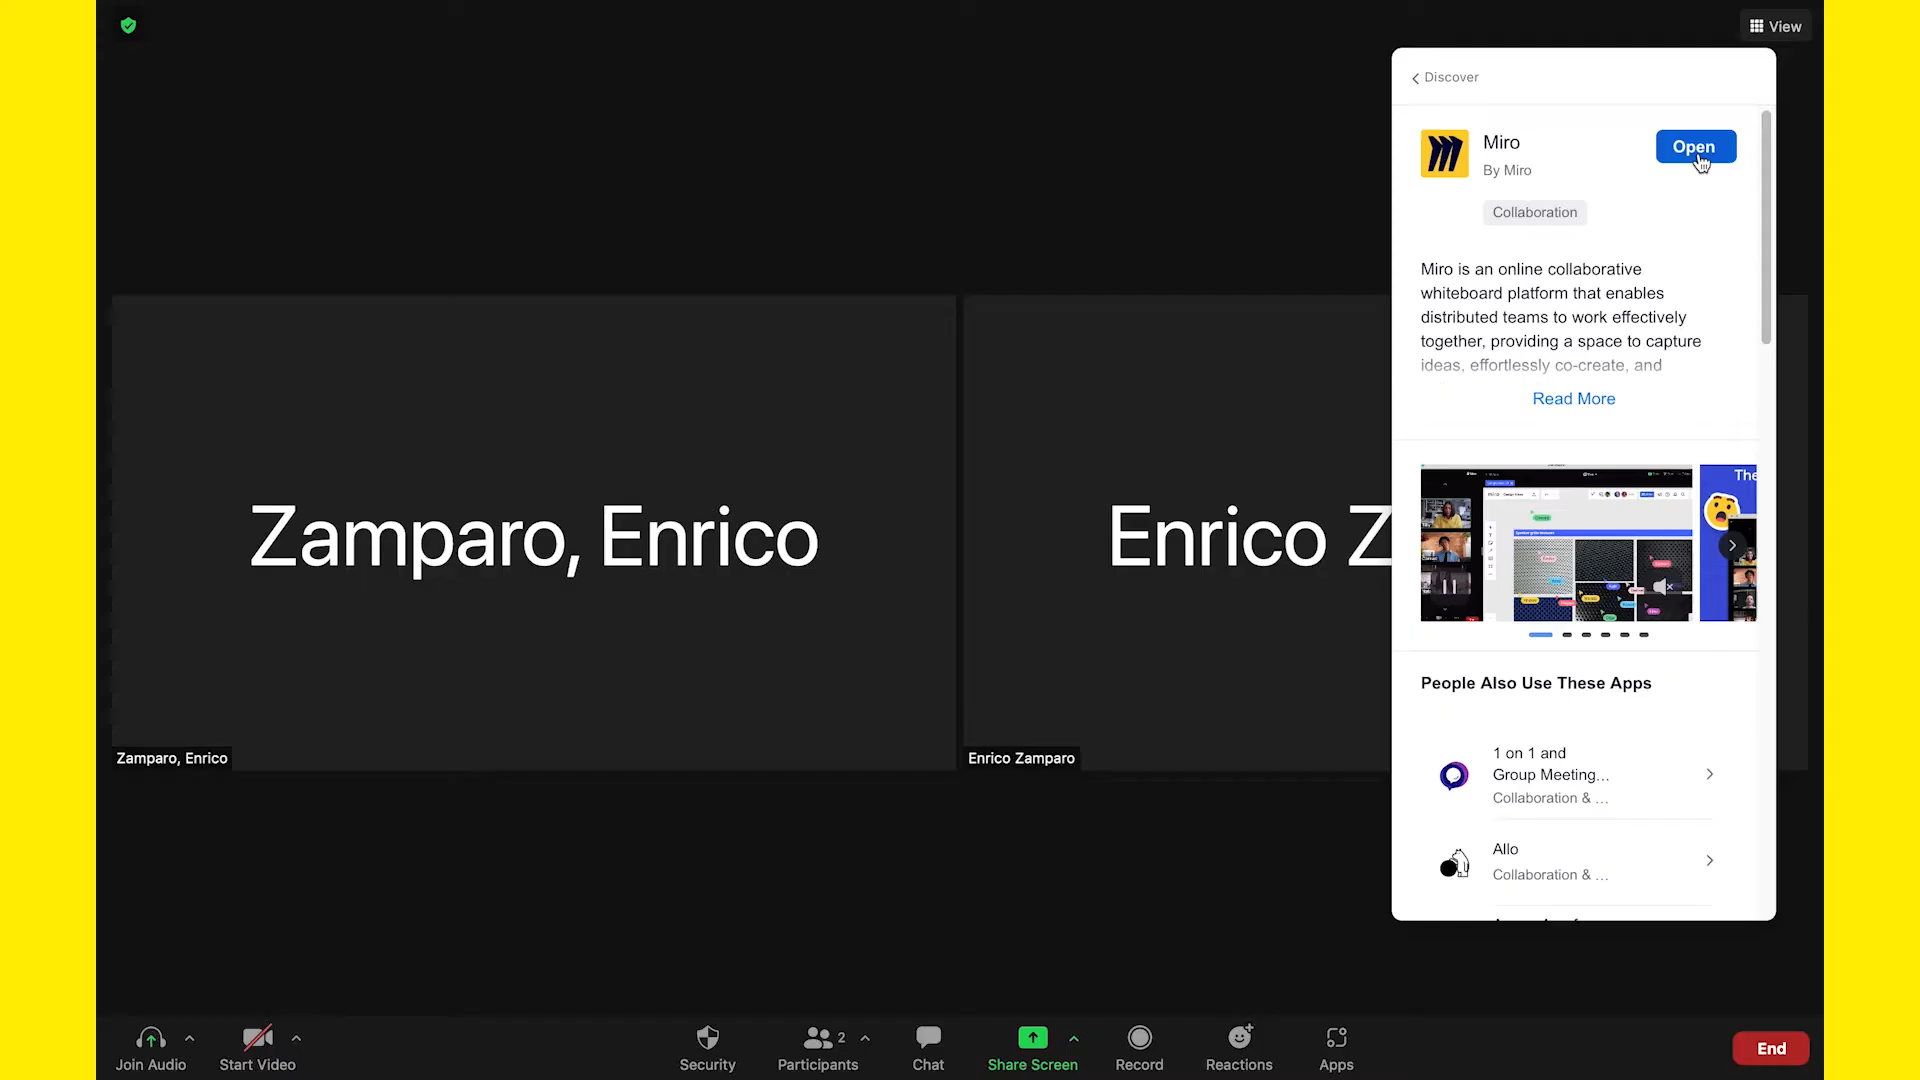 View
Discover
Miro
Open
By Miro
Collaboration
Miro is an online collaborative
whiteboard platform that enables
distributed teams to work effectively
together, providing a space to capture
ideas, effortlessly co-create, and
Read More
The
Zamparo, Enrico
Enrico Z
People Also Use These Apps
1 on 1 and
Group Meeting...
Collaboration & ...
Allo
Collaboration & ...
Zamparo, Enrico
Enrico Zamparo
2
Join Audio
Start Video
Security
Participants
Chat
Share Screen
Record
Reactions
Apps
End